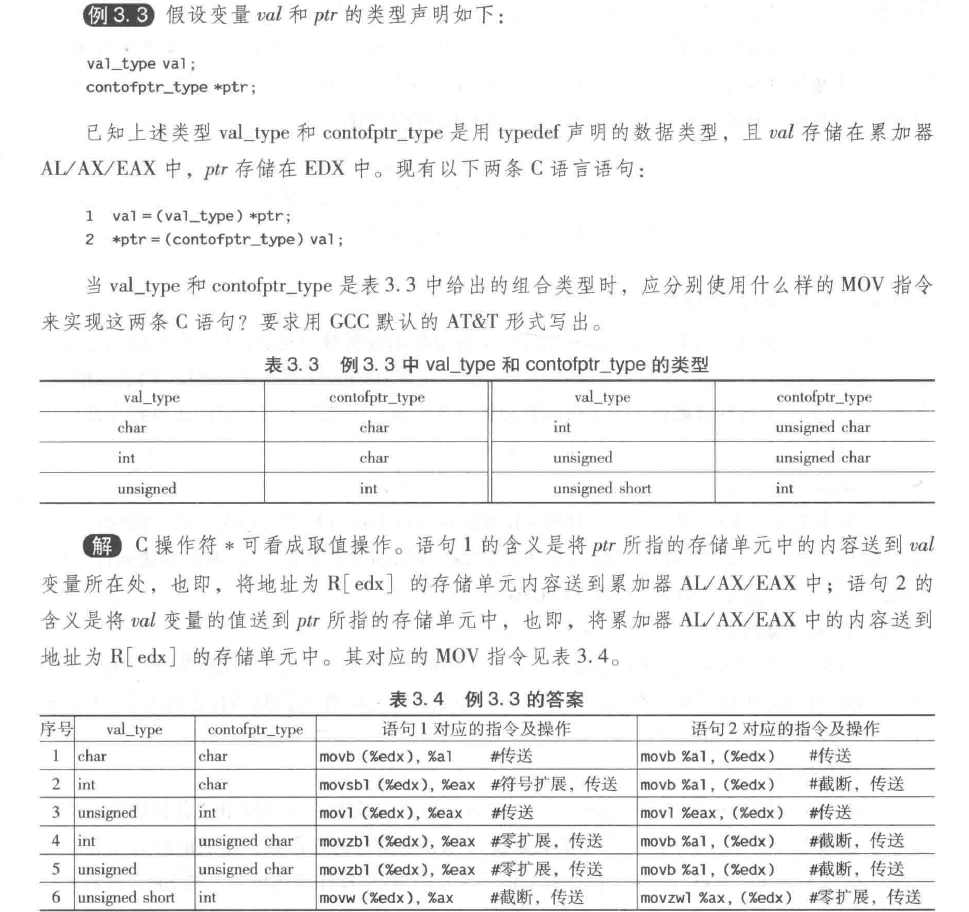 例 3.3 假设变量 val 和 ptr 的类型声明如下：
val_type val;
contofptr_type *ptr;
已知上述类型 val_type 和 contofptr_type 是用 typedef 声明的数据类型，且 val 存储在累加器
AL/AX/EAX 中，ptr 存储在 EDX 中。现有以下两条 C 语言语句：
1 val = (val_type) *ptr;
2 *ptr = (contofptr_type) val;
当 val_type 和 contofptr_type 是表 3.3 中给出的组合类型时，应分别使用什么样的 MOV 指令
来实现这两条 C 语句？要求用 GCC 默认的 AT&T 形式写出。
表 3.3 例 3.3 中 val_type 和 contofptr_type 的类型
val_type contofptr_type val_type contofptr_type
char char int unsigned char
int char unsigned unsigned char
unsigned int unsigned short int
解 C 操作符 * 可看成取值操作。语句 1 的含义是将 ptr 所指的存储单元中的内容送到 val
变量所在处，也即，将地址为 R[edx] 的存储单元内容送到累加器 AL/AX/EAX 中；语句 2 的
含义是将 val 变量的值送到 ptr 所指的存储单元中，也即，将累加器 AL/AX/EAX 中的内容送到
地址为 R[edx] 的存储单元中。其对应的 MOV 指令见表 3.4。
表 3.4 例 3.3 的答案
序号 val_type contofptr_type 语句 1 对应的指令及操作 语句 2 对应的指令及操作
1 char char movb (%edx), %al #传送 movb %al, (%edx) #传送
2 int char movsbl (%edx), %eax #符号扩展，传送 movb %al, (%edx) #截断，传送
3 unsigned int movl (%edx), %eax #传送 movl %eax, (%edx) #传送
4 int unsigned char movzbl (%edx), %eax #零扩展，传送 movb %al, (%edx) #截断，传送
5 unsigned unsigned char movzbl (%edx), %eax #零扩展，传送 movb %al, (%edx) #截断，传送
6 unsigned short int movw (%edx), %ax #截断，传送 movzwl %ax, (%edx) #零扩展，传送